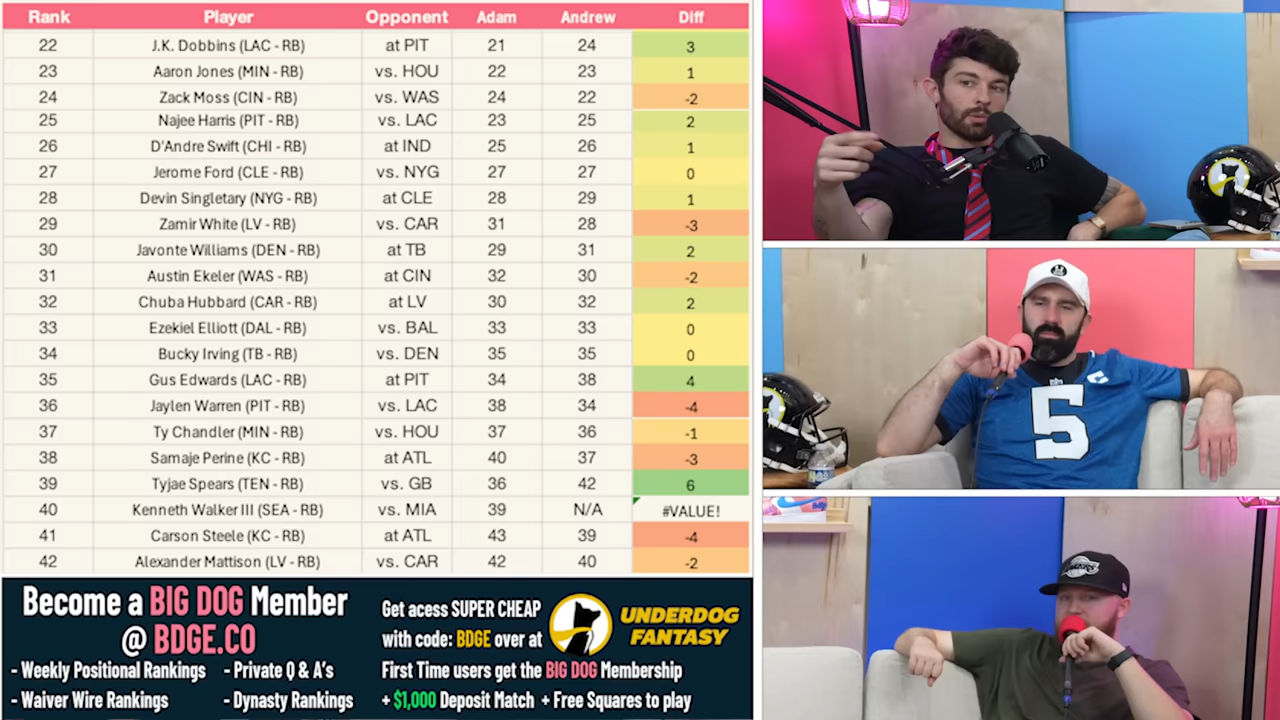 Rank Player Opponent Adam Andrew Diff
22 J.K. Dobbins (LAC - RB) at PIT 21 24 3
23 Aaron Jones (MIN - RB) vs. HOU 22 23 1
24 Zack Moss (CIN - RB) vs. WAS 24 22 -2
25 Najee Harris (PIT - RB) vs. LAC 23 25 2
26 D'Andre Swift (CHI - RB) at IND 25 26 1
27 Jerome Ford (CLE - RB) vs. NYG 27 27 0
28 Devin Singletary (NYG - RB) at CLE 28 29 1
29 Zamir White (LV - RB) vs. CAR 31 28 -3
30 Javonte Williams (DEN - RB) at TB 29 31 2
31 Austin Ekeler (WAS - RB) at CIN 32 30 -2
32 Chuba Hubbard (CAR - RB) at LV 30 32 2
33 Ezekiel Elliott (DAL - RB) vs. BAL 33 33 0
34 Bucky Irving (TB - RB) vs. DEN 35 35 0
35 Gus Edwards (LAC - RB) at PIT 34 38 4
36 Jaylen Warren (PIT - RB) vs. LAC 38 34 -4
37 Ty Chandler (MIN - RB) vs. HOU 37 36 -1
38 Samaje Perine (KC - RB) at ATL 40 37 -3
39 Tyjae Spears (TEN - RB) vs. GB 36 42 6
40 Kenneth Walker III (SEA - RB) vs. MIA 39 N/A #VALUE!
41 Carson Steele (KC - RB) at ATL 43 39 -4
42 Alexander Mattison (LV - RB) vs. CAR 42 40 -2
Become a BIG DOG Member
@ BDGE.CO
- Weekly Positional Rankings - Private Q & A's
- Waiver Wire Rankings - Dynasty Rankings
Get acess SUPER CHEAP
with code: BDGE over at
UNDERDOG
FANTASY
First Time users get the BIG DOG Membership
+ $1,000 Deposit Match + Free Squares to play
5